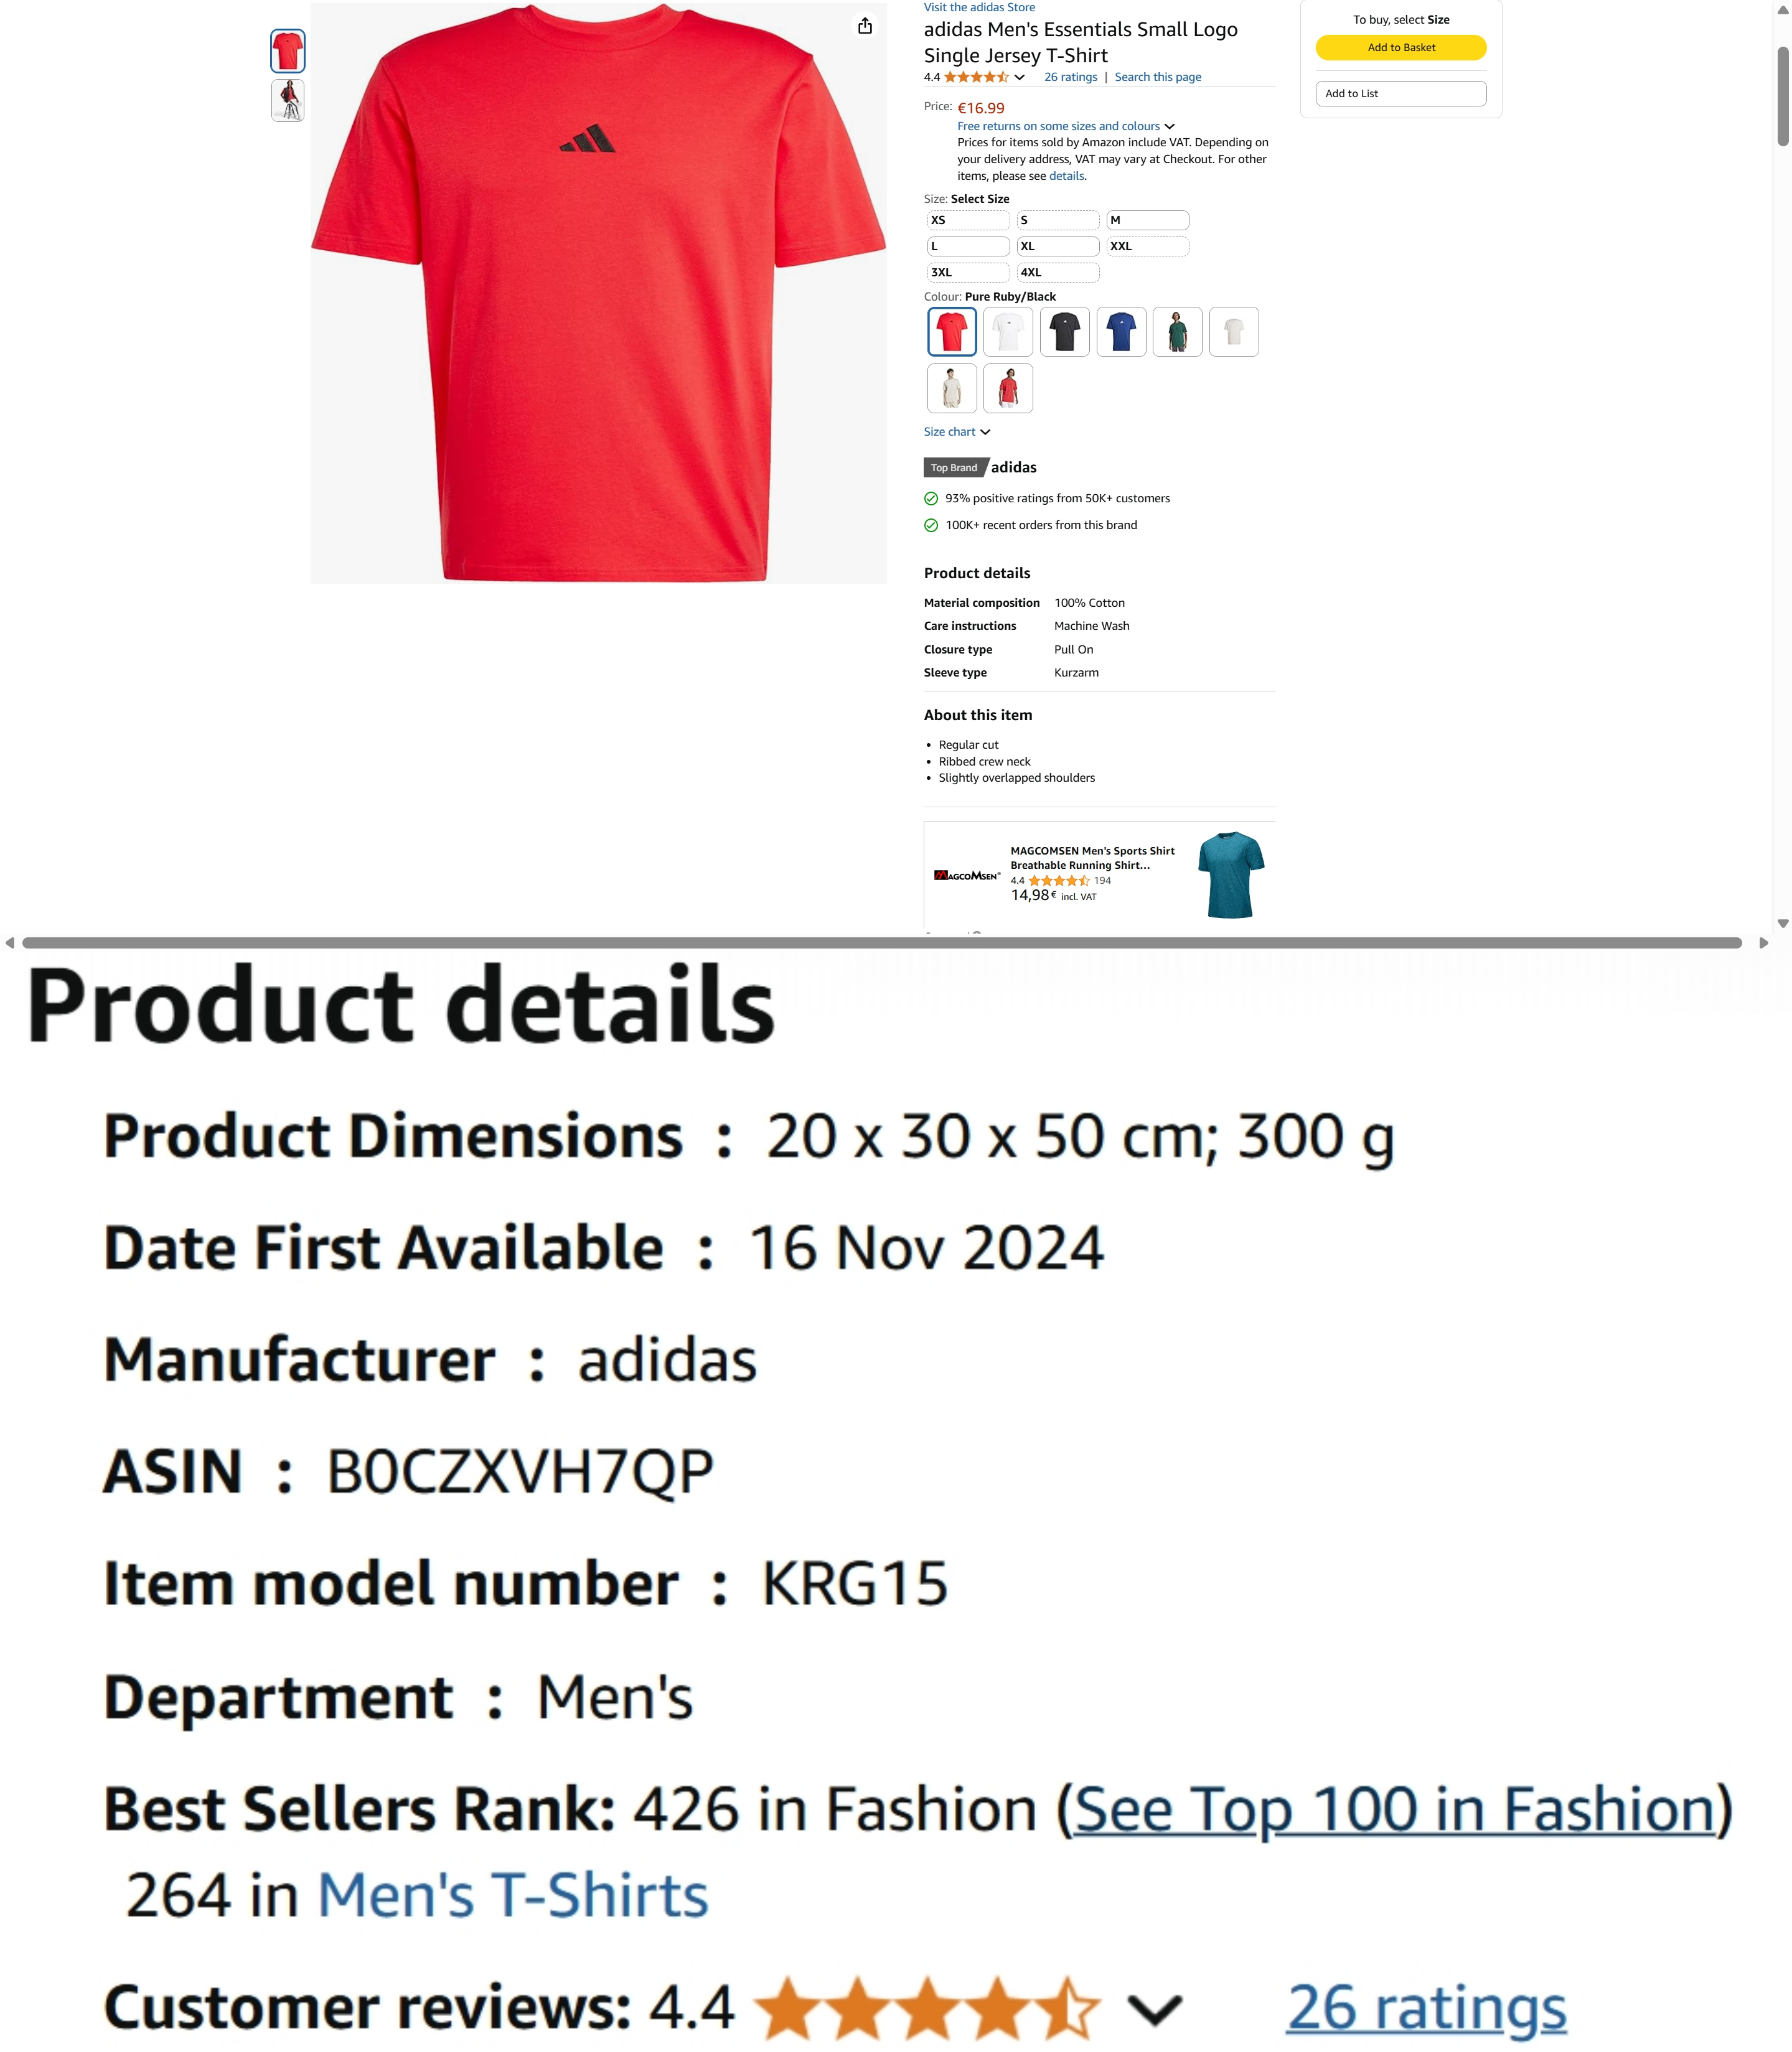 Visit the adidas Store
adidas Men's Essentials Small Logo
Single Jersey T-Shirt
4.4 26 ratings | Search this page
Price: €16.99
Free returns on some sizes and colours
Prices for items sold by Amazon include VAT. Depending on
your delivery address, VAT may vary at Checkout. For other
items, please see details.
Size: Select Size
XS S M
L XL XXL
3XL 4XL
Colour: Pure Ruby/Black
Size chart
Top Brand adidas
93% positive ratings from 50K+ customers
100K+ recent orders from this brand
Product details
Material composition 100% Cotton
Care instructions Machine Wash
Closure type Pull On
Sleeve type Kurzarm
About this item
• Regular cut
• Ribbed crew neck
• Slightly overlapped shoulders
MAGCOMSEN
MAGCOMSEN Men's Sports Shirt
Breathable Running Shirt...
4.4 194
14,98€ incl. VAT
To buy, select Size
Add to Basket
Add to List
Product details
Product Dimensions : 20 x 30 x 50 cm; 300 g
Date First Available : 16 Nov 2024
Manufacturer : adidas
ASIN : B0CZXVH7QP
Item model number : KRG15
Department : Men's
Best Sellers Rank: 426 in Fashion (See Top 100 in Fashion)
264 in Men's T-Shirts
Customer reviews: 4.4 26 ratings